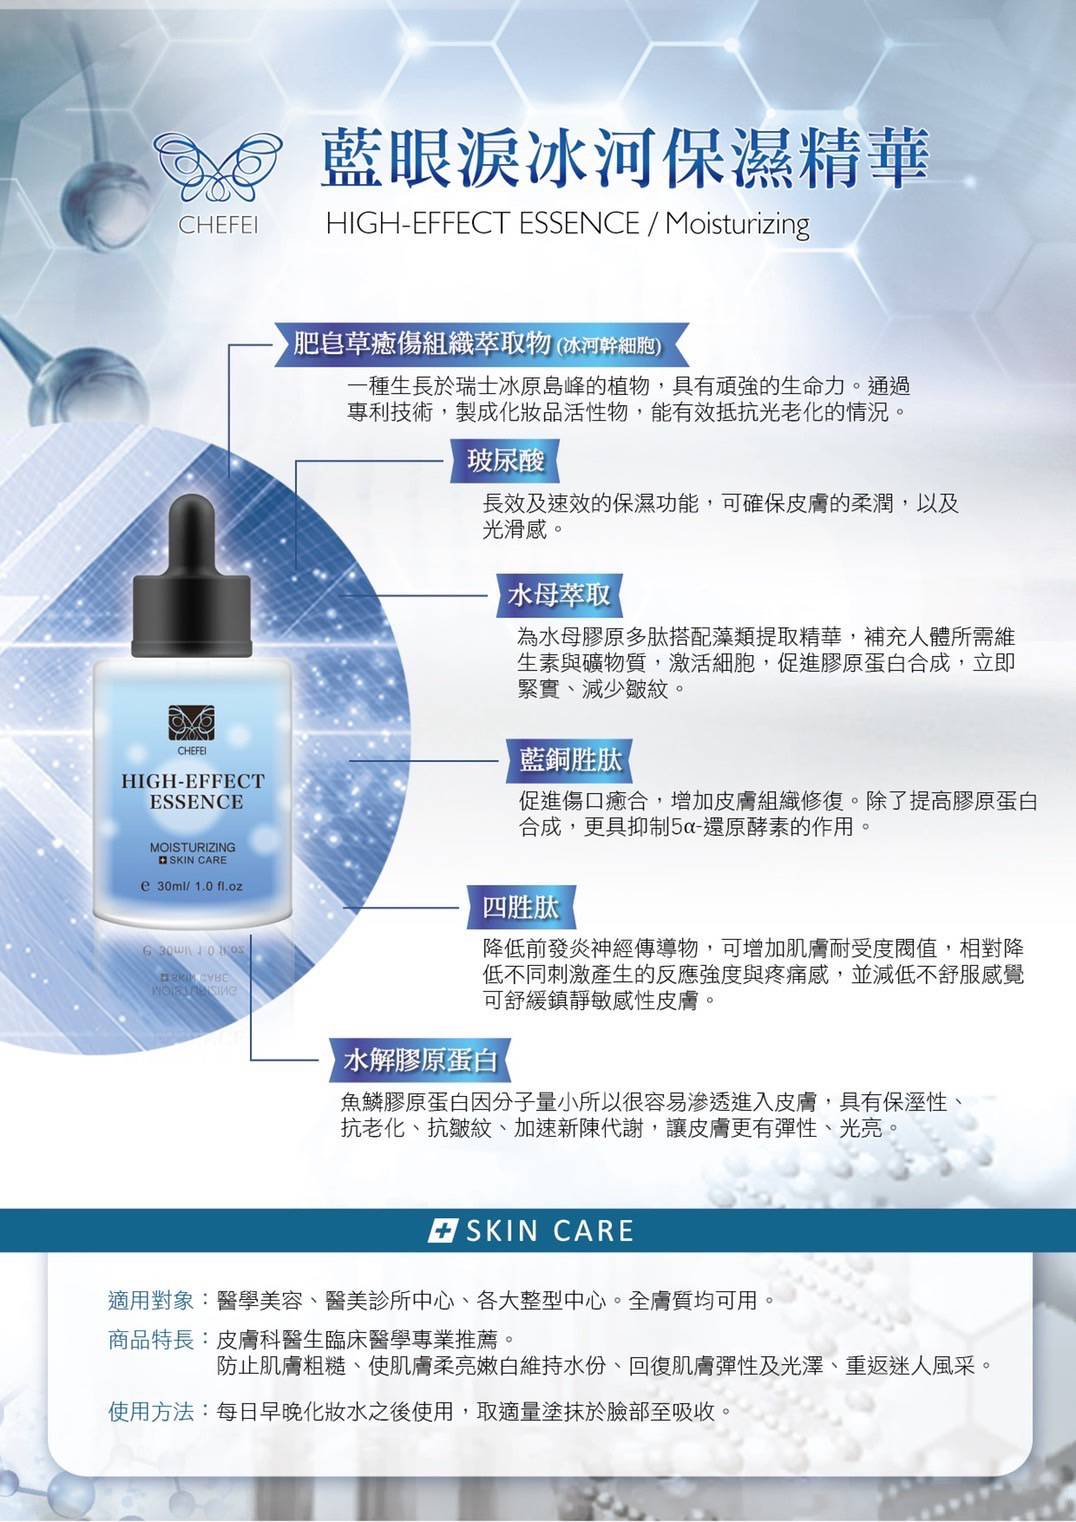 藍眼淚冰河保濕精華
CHEFEI
HIGH-EFFECT ESSENCE / Moisturizing
肥皂草癒傷組織萃取物 (冰河幹細胞)
一種生長於瑞士冰原島峰的植物，具有頑強的生命力。通過
專利技術，製成化妝品活性物，能有效抵抗光老化的情況。
玻尿酸
長效及速效的保濕功能，可確保皮膚的柔潤，以及
光滑感。
水母萃取
為水母膠原多肽搭配藻類提取精華，補充人體所需維
生素與礦物質，激活細胞，促進膠原蛋白合成，立即
緊實、減少皺紋。
藍銅胜肽
促進傷口癒合，增加皮膚組織修復。除了提高膠原蛋白
合成，更具抑制5α-還原酵素的作用。
四胜肽
降低前發炎神經傳導物，可增加肌膚耐受度閥值，相對降
低不同刺激產生的反應強度與疼痛感，並減低不舒服感覺
可舒緩鎮靜敏感性皮膚。
水解膠原蛋白
魚鱗膠原蛋白因分子量小所以很容易滲透進入皮膚，具有保溼性、
抗老化、抗皺紋、加速新陳代謝，讓皮膚更有彈性、光亮。
CHEFEI
HIGH-EFFECT
ESSENCE
MOISTURIZING
SKIN CARE
e 30ml/ 1.0 fl.oz
SKIN CARE
適用對象：醫學美容、醫美診所中心、各大整型中心。全膚質均可用。
商品特長：皮膚科醫生臨床醫學專業推薦。
防止肌膚粗糙、使肌膚柔亮嫩白維持水份、回復肌膚彈性及光澤、重返迷人風采。
使用方法：每日早晚化妝水之後使用，取適量塗抹於臉部至吸收。